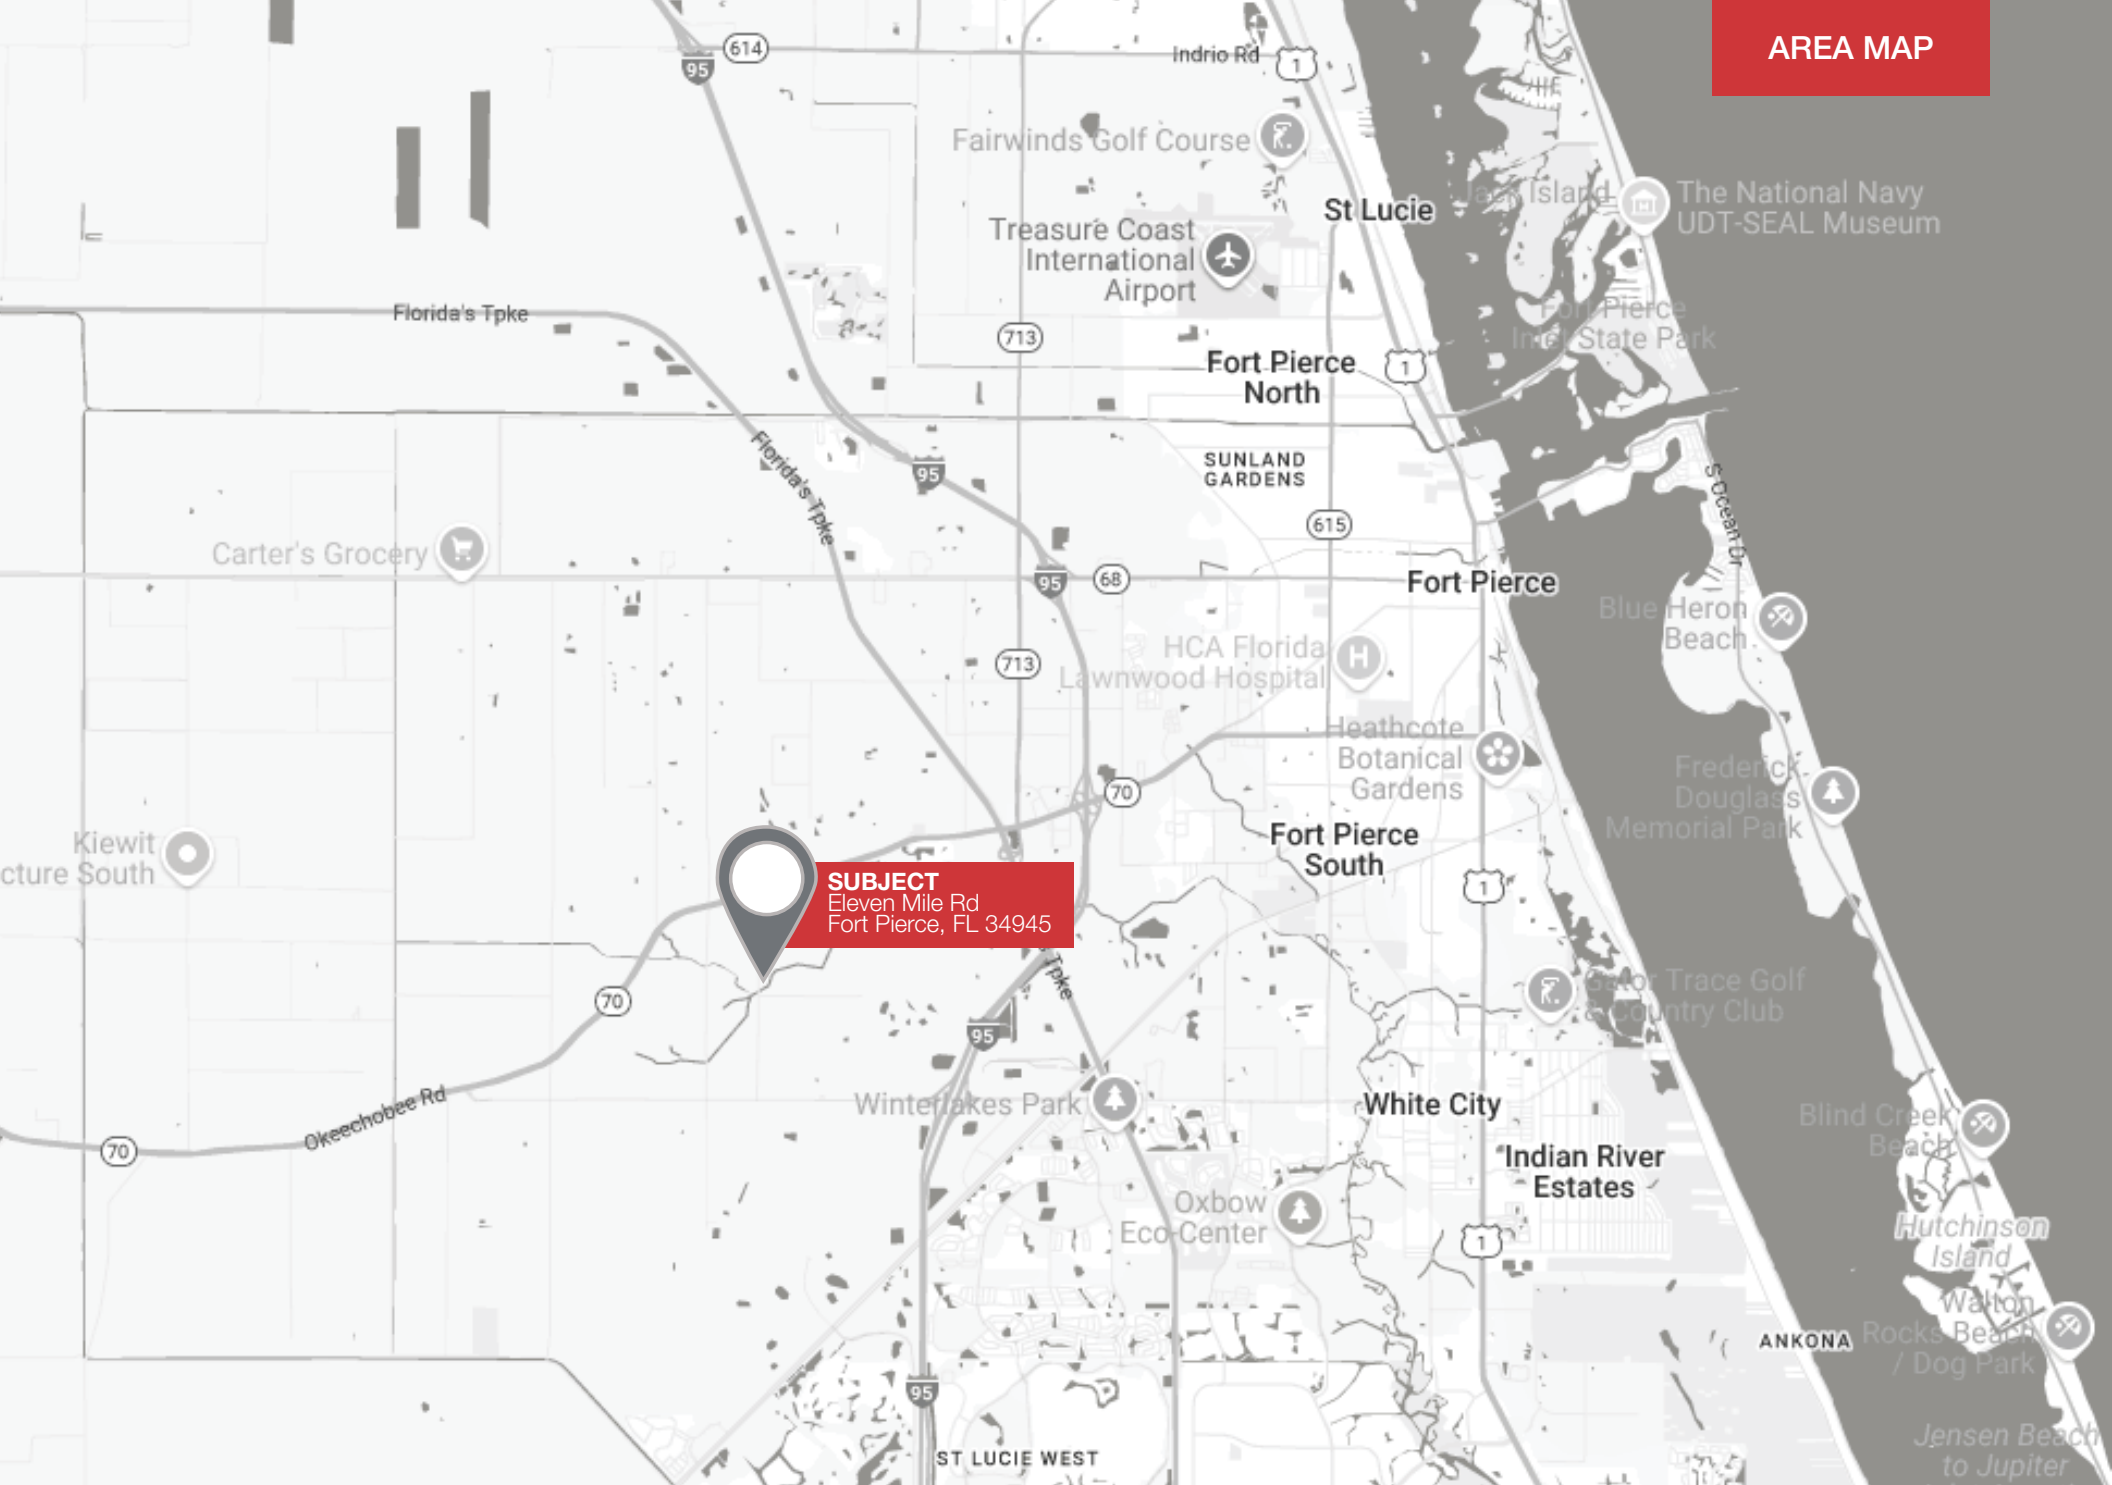 AREA MAP
614
95
Indrio Rd
1
Fairwinds Golf Course
St Lucie
Jack Island
The National Navy
UDT-SEAL Museum
Treasure Coast
International
Airport
Florida's Tpke
Fort Pierce
Inlet State Park
713
Fort Pierce
North
1
Florida's Tpke
95
SUNLAND
GARDENS
S Ocean Dr
615
Carter's Grocery
95
68
Fort Pierce
Blue Heron
Beach
HCA Florida
Lawnwood Hospital
H
713
Heathcote
Botanical
Gardens
Frederick
Douglass
Memorial Park
70
Fort Pierce
South
Kiewit
cture South
SUBJECT
Eleven Mile Rd
Fort Pierce, FL 34945
1
Tpke
70
Gator Trace Golf
& Country Club
95
Okeechobee Rd
Winterlakes Park
White City
Blind Creek
Beach
70
Indian River
Estates
Oxbow
Eco-Center
1
Hutchinson
Island
Walton
Rocks Beach
/ Dog Park
ANKONA
95
ST LUCIE WEST
Jensen Beach
to Jupiter